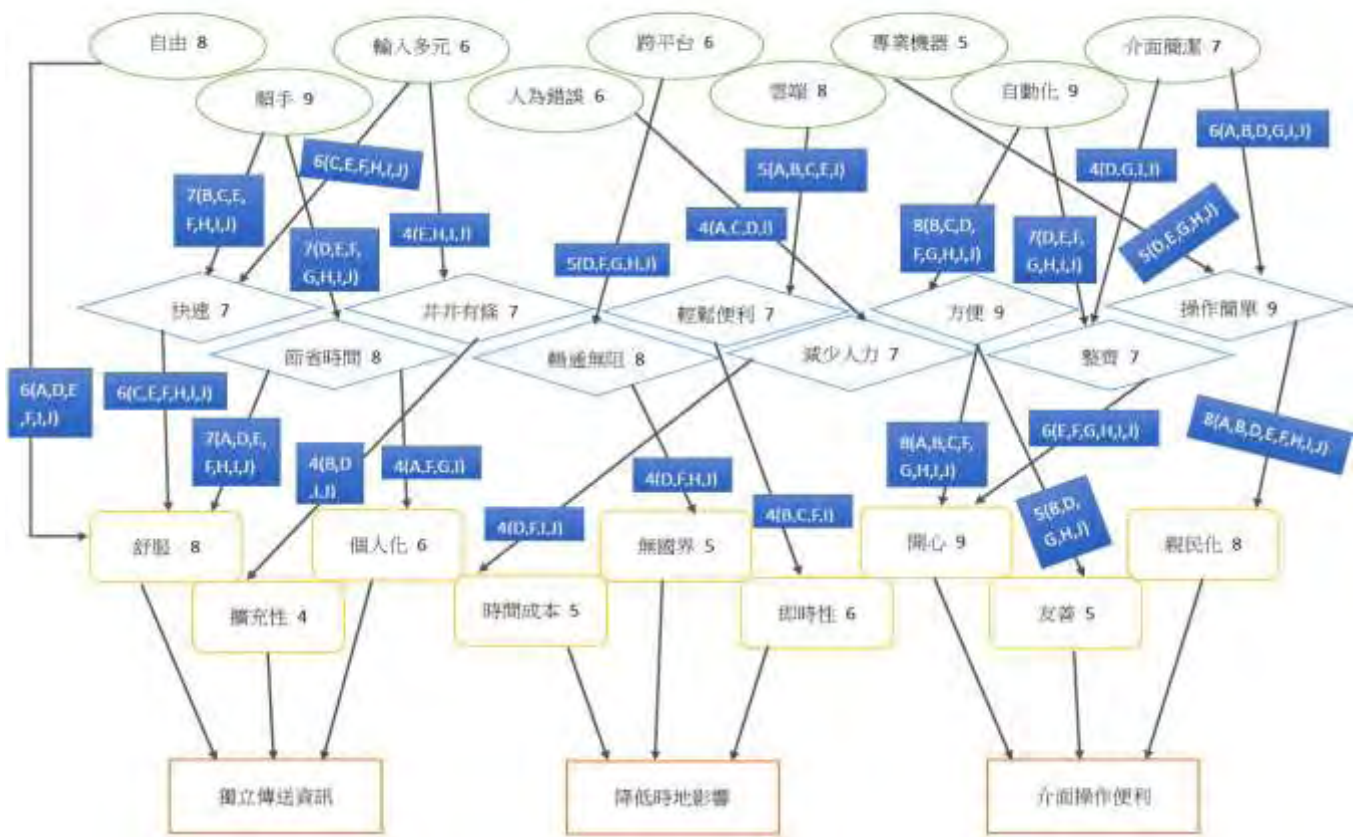 自由 8
輸入多元 6
跨平台 6
專業機器 5
介面簡潔 7
順手 9
人為錯誤 6
雲端 8
自動化 9
6(C,E,F,H,I,J)
5(A,B,C,E,I)
4(D,G,I,J)
6(A,B,D,G,I,J)
7(B,C,E,
F,H,I,J)
7(D,E,F,
G,H,I,J)
4(E,H,I,J)
5(D,F,G,H,J)
4(A,C,D,I)
8(B,C,D,
F,G,H,I,J)
7(D,E,F,
G,H,I,J)
5(D,E,G,H,J)
快速 7
井井有條 7
輕鬆便利 7
方便 9
操作簡單 9
節省時間 8
暢通無阻 8
減少人力 7
整齊 7
6(A,D,E
,F,I,J)
6(C,E,F,H,I,J)
7(A,D,E,
F,H,I,J)
4(B,D
,I,J)
4(A,F,G,I)
4(D,F,I,J)
4(D,F,H,J)
4(B,C,F,I)
8(A,B,C,F,
G,H,I,J)
6(E,F,G,H,I,J)
5(B,D,
G,H,J)
8(A,B,D,E,F,H,I,J)
舒服 8
個人化 6
無國界 5
開心 9
親民化 8
擴充性 4
時間成本 5
即時性 6
友善 5
獨立傳送資訊
降低時地影響
介面操作便利